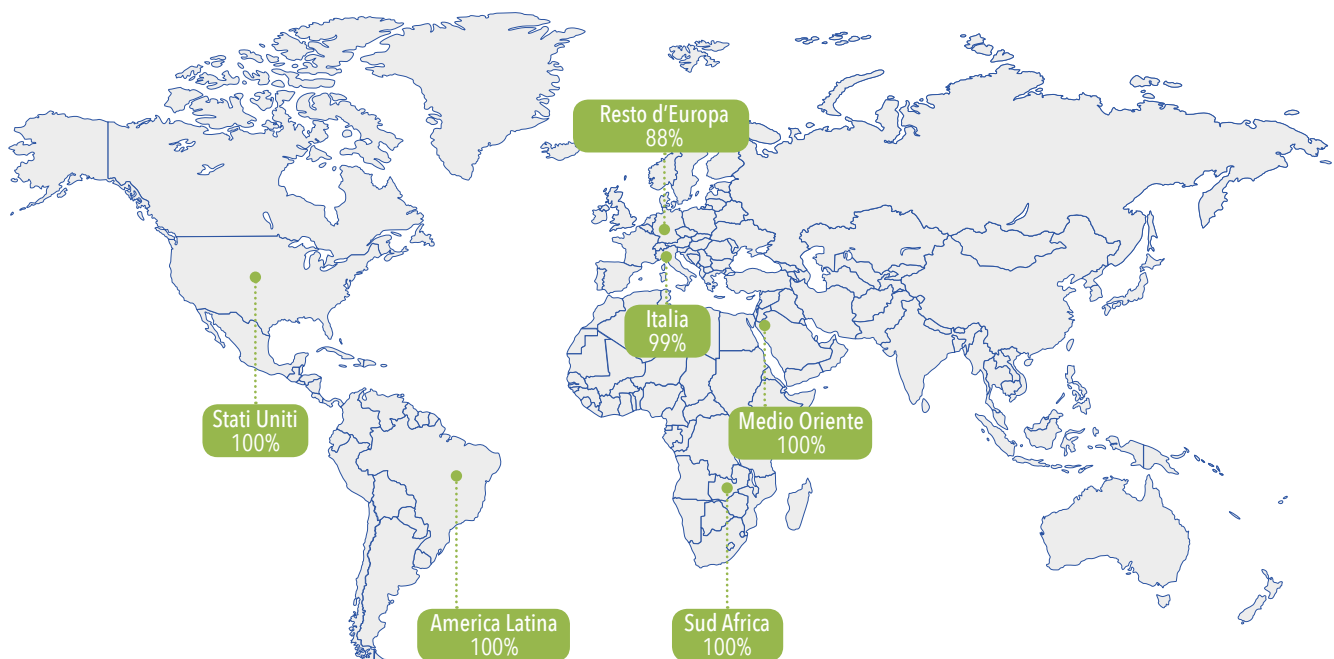 Resto d’Europa
88%
Italia
99%
Stati Uniti
100%
Medio Oriente
100%
America Latina
100%
Sud Africa
100%